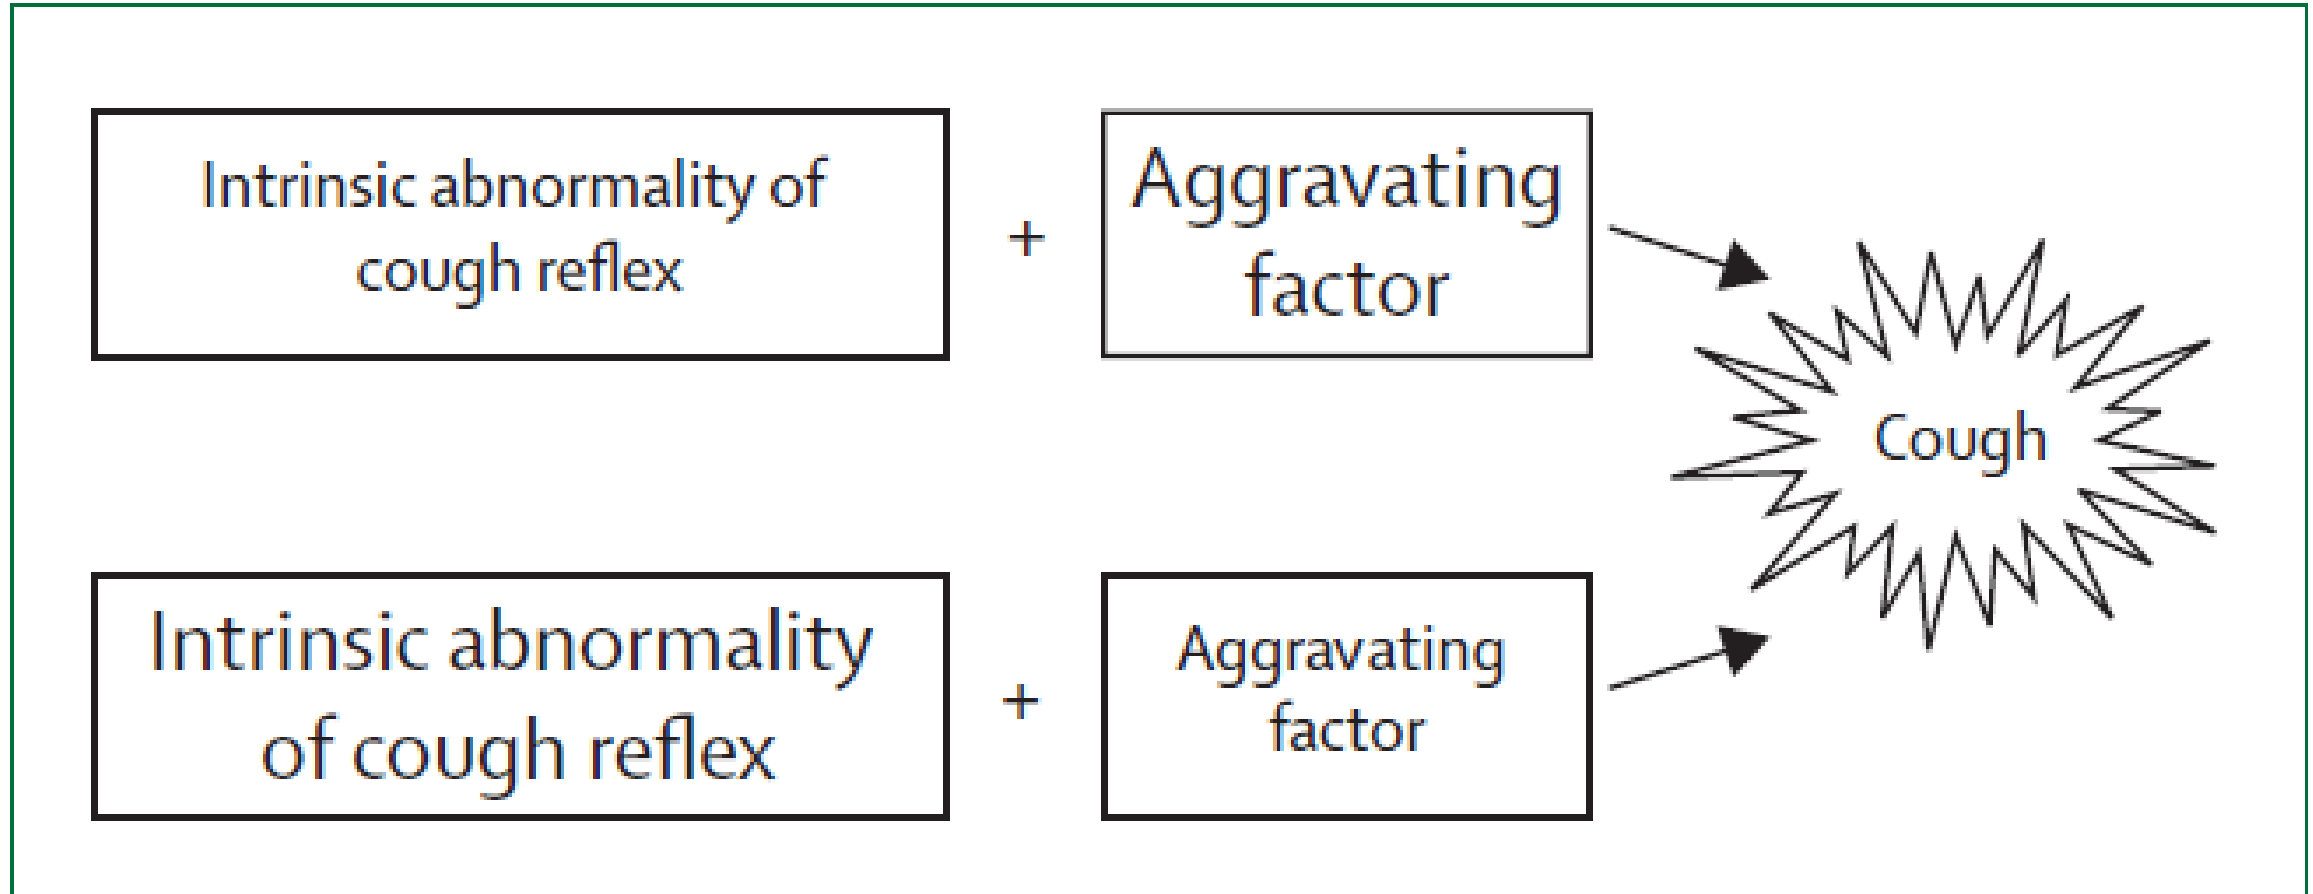 Intrinsic abnormality of
cough reflex
+
Aggravating
factor
Cough
Intrinsic abnormality
of cough reflex
+
Aggravating
factor